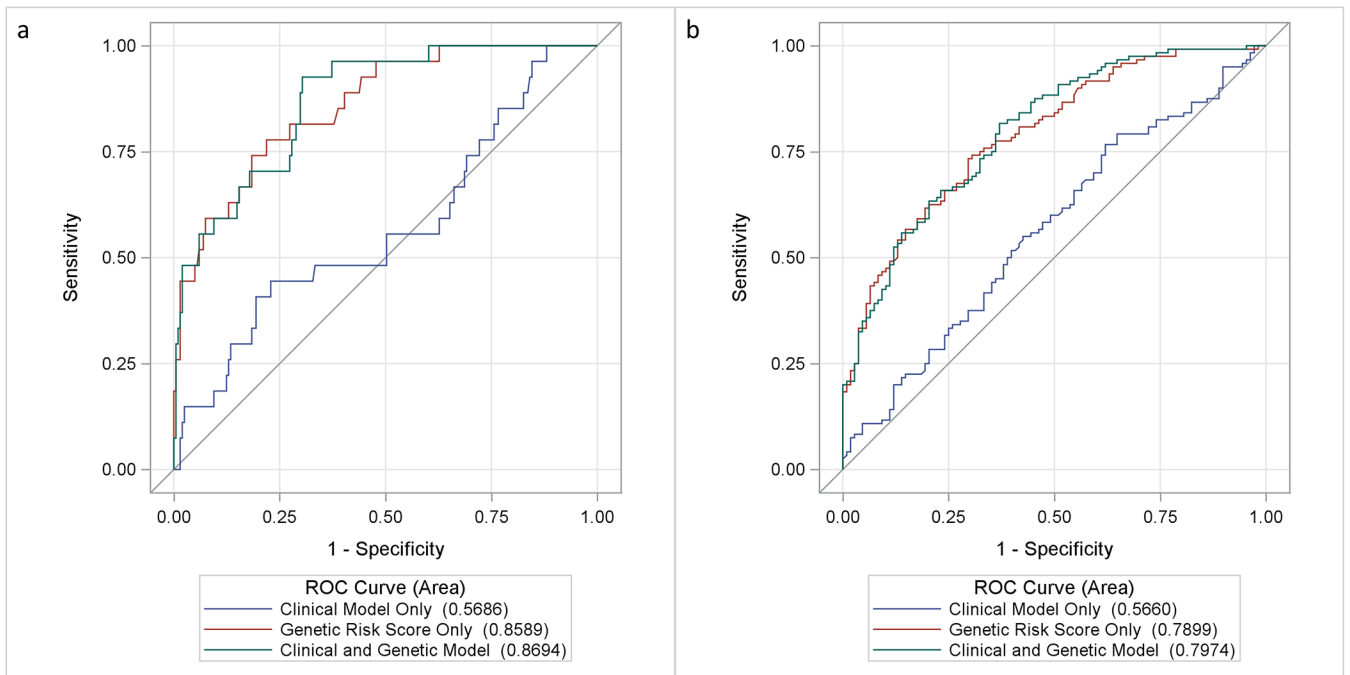 a
1.00
0.75
0.50
0.25
0.00
Sensitivity
0.00 0.25 0.50 0.75 1.00
1 - Specificity
ROC Curve (Area)
Clinical Model Only (0.5686)
Genetic Risk Score Only (0.8589)
Clinical and Genetic Model (0.8694)
b
1.00
0.75
0.50
0.25
0.00
Sensitivity
0.00 0.25 0.50 0.75 1.00
1 - Specificity
ROC Curve (Area)
Clinical Model Only (0.5660)
Genetic Risk Score Only (0.7899)
Clinical and Genetic Model (0.7974)